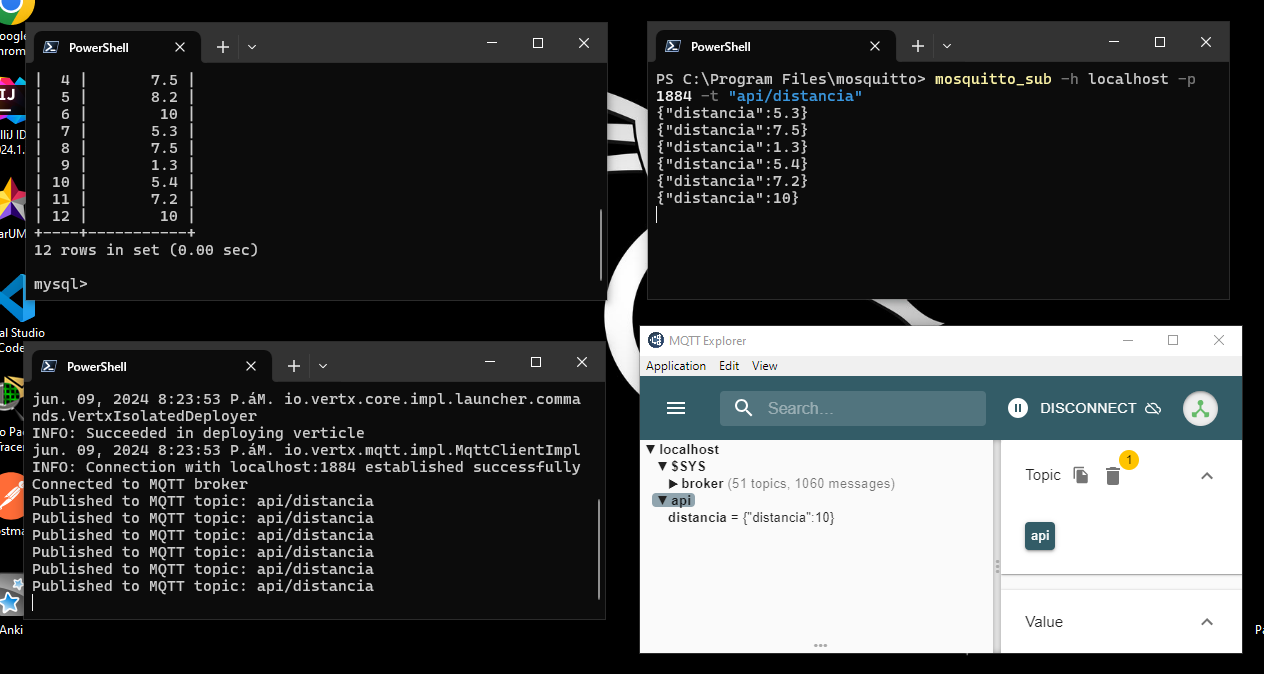 oogle
hrom
IJ
lliJ ID
24.1.
arUM
al Studio
Code
o Pa
Tracer
ostma
Anki
PowerShell
|  4 |       7.5 |
|  5 |       8.2 |
|  6 |        10 |
|  7 |       5.3 |
|  8 |       7.5 |
|  9 |       1.3 |
| 10 |       5.4 |
| 11 |       7.2 |
| 12 |        10 |
+----+-----------+
12 rows in set (0.00 sec)
mysql>
PowerShell
PS C:\Program Files\mosquitto> mosquitto_sub -h localhost -p
1884 -t "api/distancia"
{"distancia":5.3}
{"distancia":7.5}
{"distancia":1.3}
{"distancia":5.4}
{"distancia":7.2}
{"distancia":10}
PowerShell
jun. 09, 2024 8:23:53 P.áM. io.vertx.core.impl.launcher.comma
nds.VertxIsolatedDeployer
INFO: Succeeded in deploying verticle
jun. 09, 2024 8:23:53 P.áM. io.vertx.mqtt.impl.MqttClientImpl
INFO: Connection with localhost:1884 established successfully
Connected to MQTT broker
Published to MQTT topic: api/distancia
Published to MQTT topic: api/distancia
Published to MQTT topic: api/distancia
Published to MQTT topic: api/distancia
Published to MQTT topic: api/distancia
Published to MQTT topic: api/distancia
MQTT Explorer
Application Edit View
Search...
DISCONNECT
▼ localhost
▼ $SYS
▶ broker (51 topics, 1060 messages)
▼ api
distancia = {"distancia":10}
Topic 1
api
Value
Pa